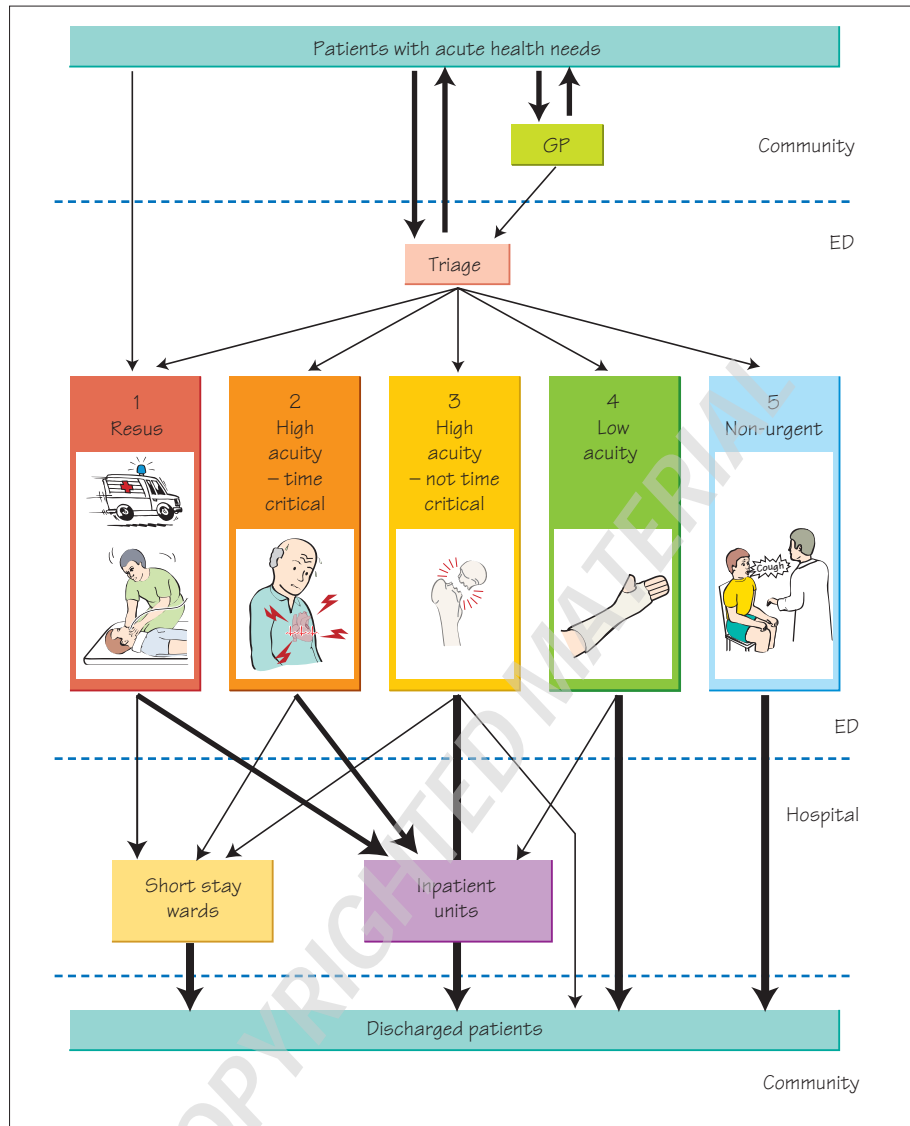 Patients with acute health needs
GP
Community
ED
Triage
1
Resus
2
High
acuity
– time
critical
3
High
acuity
– not time
critical
4
Low
acuity
5
Non-urgent
Cough
ED
Hospital
Short stay
wards
Inpatient
units
Discharged patients
Community
COPYRIGHTED MATERIAL